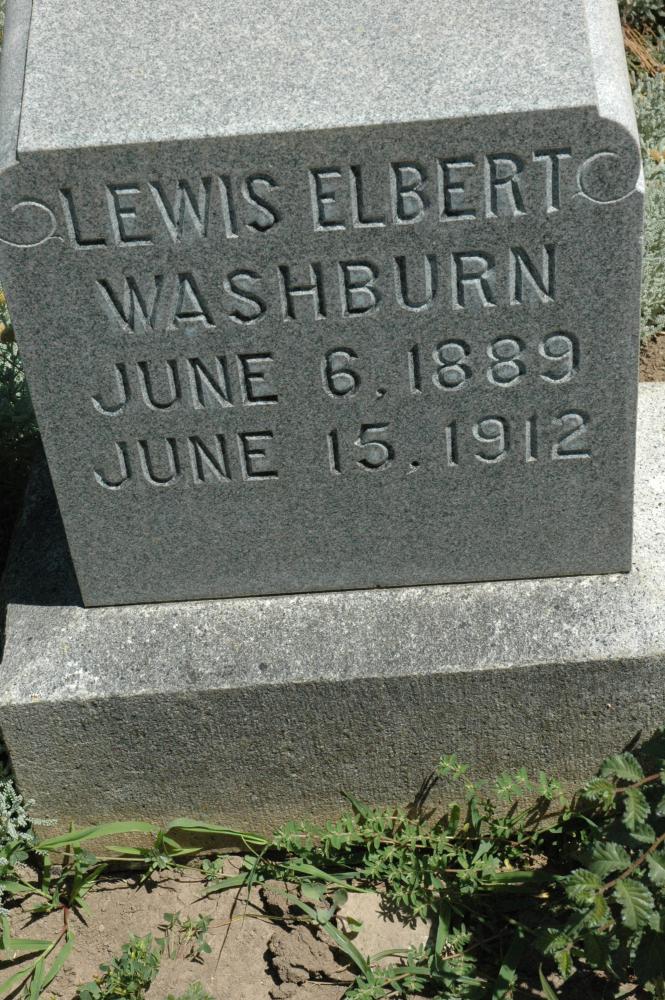 LEWIS ELBERT
WASHBURN
JUNE 6, 1889
JUNE 15, 1912